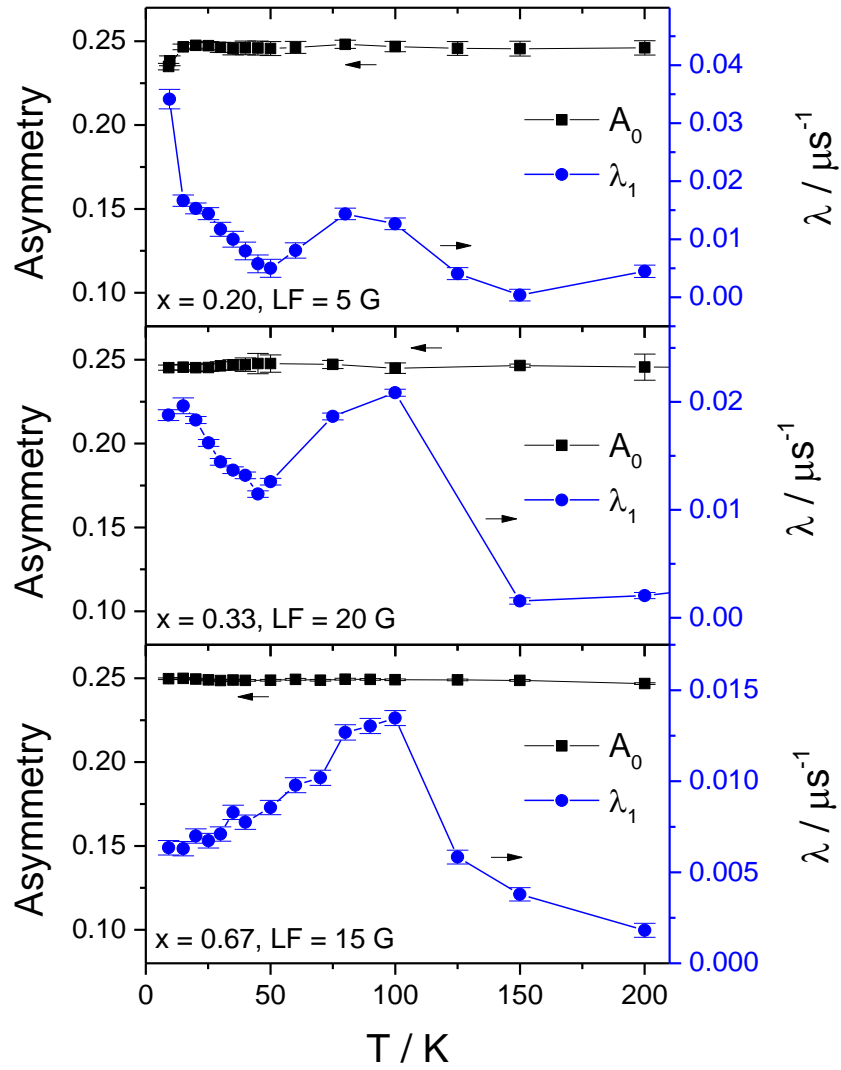 0.25
0.20
0.15
0.10
Asymmetry
A₀
λ₁
x = 0.20, LF = 5 G
0.04
0.03
0.02
0.01
0.00
λ / μs⁻¹
0.25
0.20
0.15
0.10
Asymmetry
A₀
λ₁
x = 0.33, LF = 20 G
0.02
0.01
0.00
λ / μs⁻¹
0.25
0.20
0.15
0.10
Asymmetry
A₀
λ₁
x = 0.67, LF = 15 G
0.015
0.010
0.005
0.000
λ / μs⁻¹
0 50 100 150 200
T / K